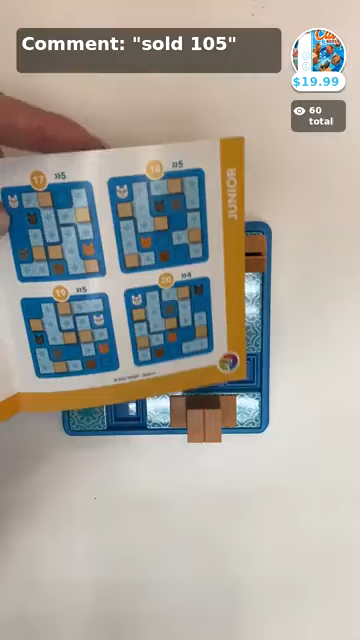 Comment: "sold 105"
$19.99
60
total
17 »5
18 »5
JUNIOR
19 »5
20 »4